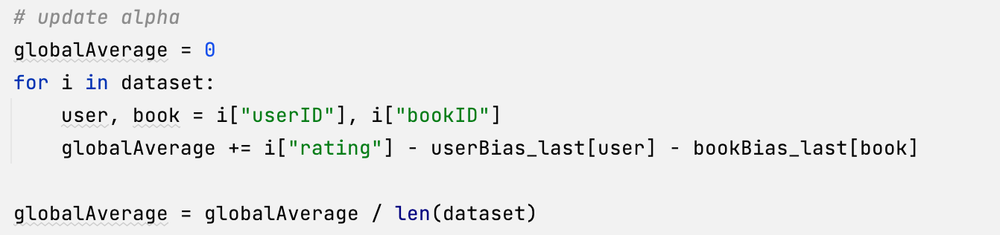 # update alpha
globalAverage = 0
for i in dataset:
    user, book = i["userID"], i["bookID"]
    globalAverage += i["rating"] - userBias_last[user] - bookBias_last[book]

globalAverage = globalAverage / len(dataset)